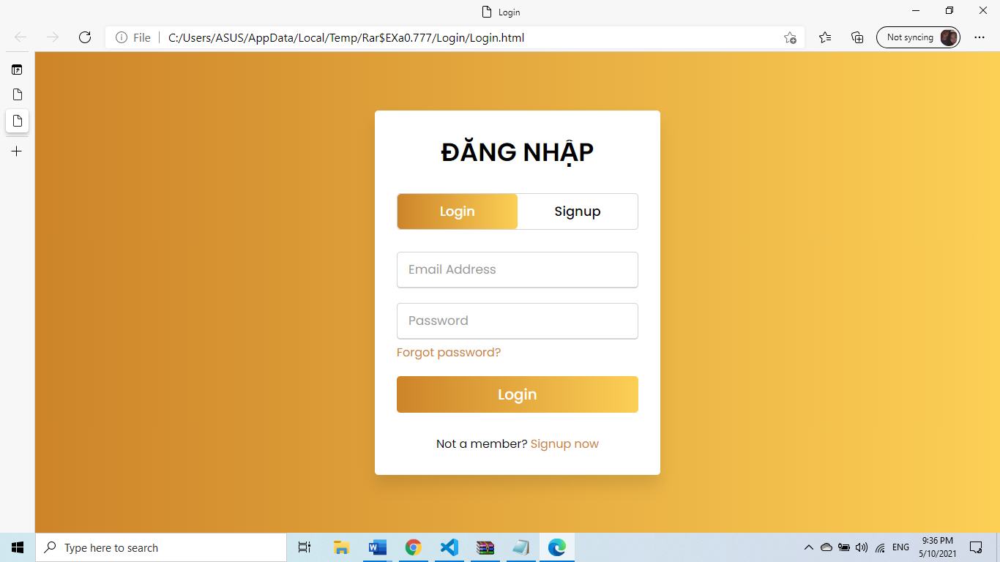 Login
File
C:/Users/ASUS/AppData/Local/Temp/Rar$EXa0.777/Login/Login.html
Not syncing
ĐĂNG NHẬP
Login
Signup
Email Address
Password
Forgot password?
Login
Not a member? Signup now
Type here to search
ENG
9:36 PM
5/10/2021